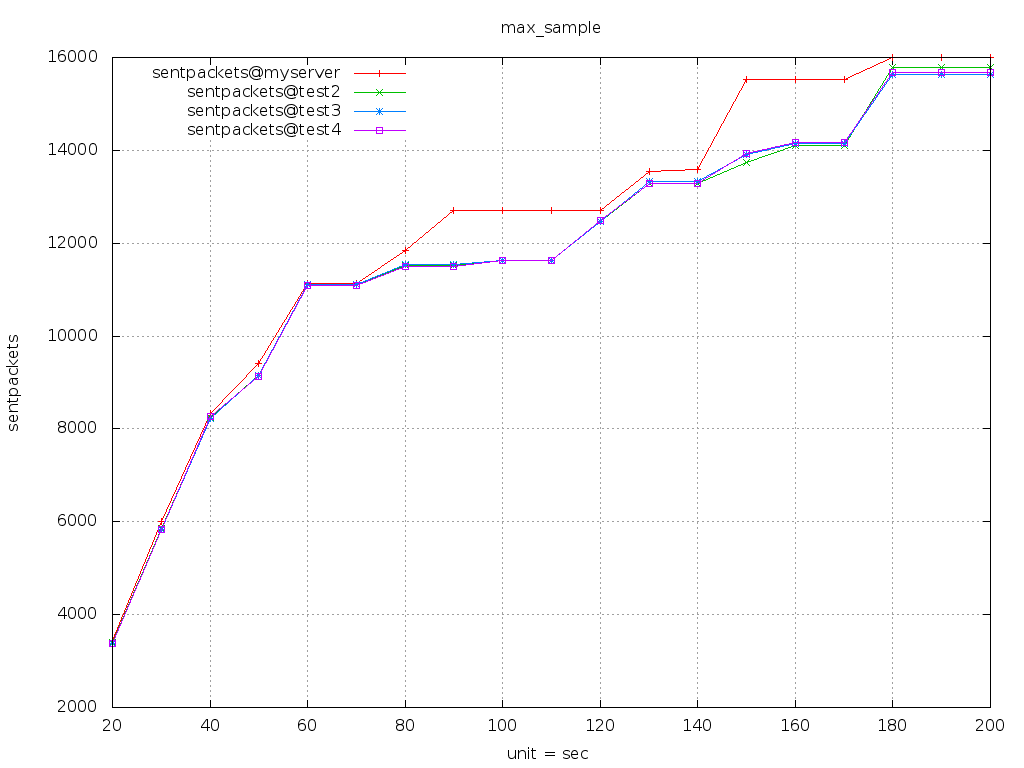 max_sample
16000
14000
12000
10000
8000
6000
4000
2000
sentpackets@myserver
sentpackets@test2
sentpackets@test3
sentpackets@test4
sentpackets
20 40 60 80 100 120 140 160 180 200
unit = sec